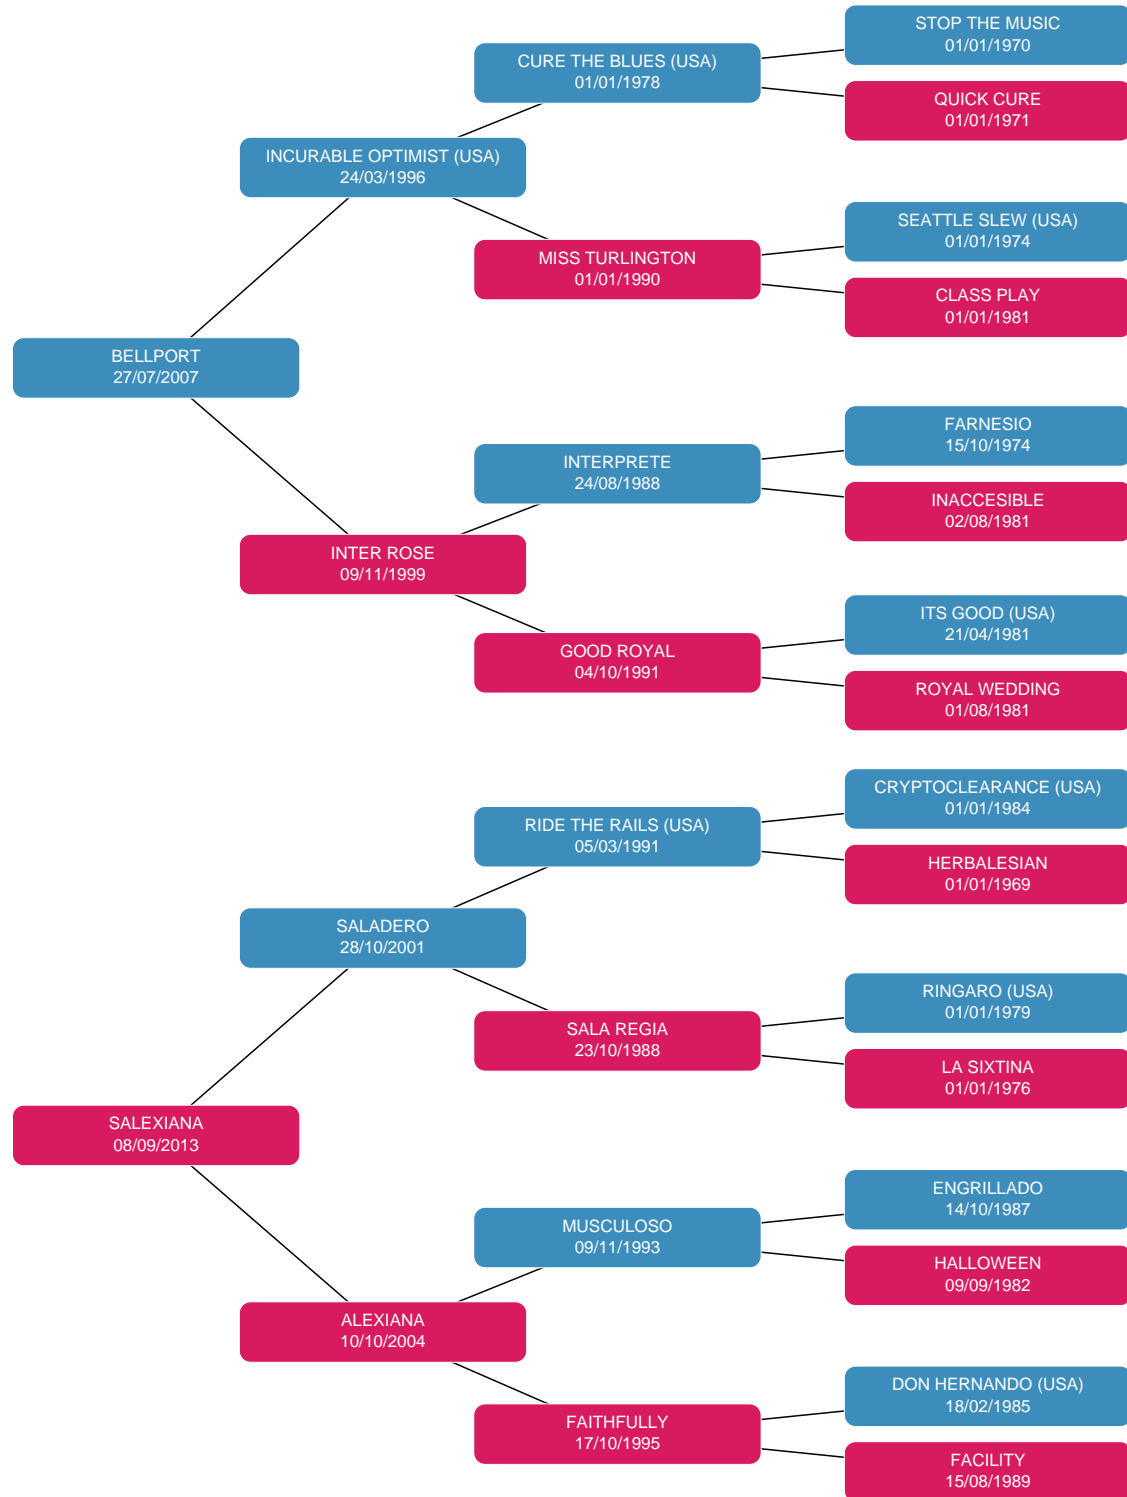 STOP THE MUSIC
01/01/1970
CURE THE BLUES (USA)
01/01/1978
QUICK CURE
01/01/1971
INCURABLE OPTIMIST (USA)
24/03/1996
SEATTLE SLEW (USA)
01/01/1974
MISS TURLINGTON
01/01/1990
CLASS PLAY
01/01/1981
BELLPORT
27/07/2007
FARNESIO
15/10/1974
INTERPRETE
24/08/1988
INACCESIBLE
02/08/1981
INTER ROSE
09/11/1999
ITS GOOD (USA)
21/04/1981
GOOD ROYAL
04/10/1991
ROYAL WEDDING
01/08/1981
CRYPTOCLEARANCE (USA)
01/01/1984
RIDE THE RAILS (USA)
05/03/1991
HERBALESIAN
01/01/1969
SALADERO
28/10/2001
RINGARO (USA)
01/01/1979
SALA REGIA
23/10/1988
LA SIXTINA
01/01/1976
SALEXIANA
08/09/2013
ENGRILLADO
14/10/1987
MUSCULOSO
09/11/1993
HALLOWEEN
09/09/1982
ALEXIANA
10/10/2004
DON HERNANDO (USA)
18/02/1985
FAITHFULLY
17/10/1995
FACILITY
15/08/1989